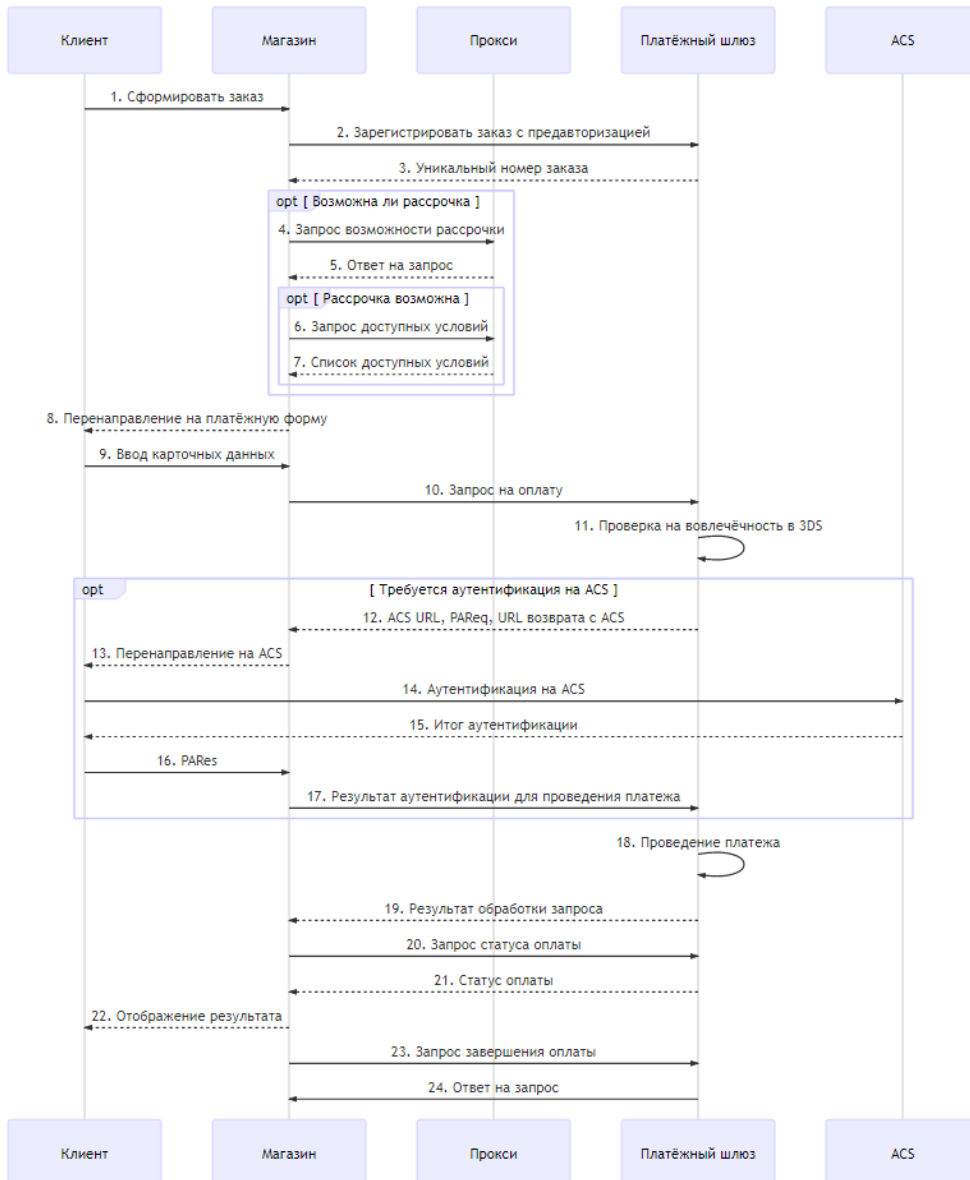 Клиент
Магазин
Прокси
Платёжный шлюз
ACS
1. Сформировать заказ
2. Зарегистрировать заказ с предавторизацией
3. Уникальный номер заказа
opt [ Возможна ли рассрочка ]
4. Запрос возможности рассрочки
5. Ответ на запрос
opt [ Рассрочка возможна ]
6. Запрос доступных условий
7. Список доступных условий
8. Перенаправление на платёжную форму
9. Ввод карточных данных
10. Запрос на оплату
11. Проверка на вовлечённость в 3DS
opt [ Требуется аутентификация на ACS ]
12. ACS URL, PAReq, URL возврата с ACS
13. Перенаправление на ACS
14. Аутентификация на ACS
15. Итог аутентификации
16. PARes
17. Результат аутентификации для проведения платежа
18. Проведение платежа
19. Результат обработки запроса
20. Запрос статуса оплаты
21. Статус оплаты
22. Отображение результата
23. Запрос завершения оплаты
24. Ответ на запрос
Клиент
Магазин
Прокси
Платёжный шлюз
ACS